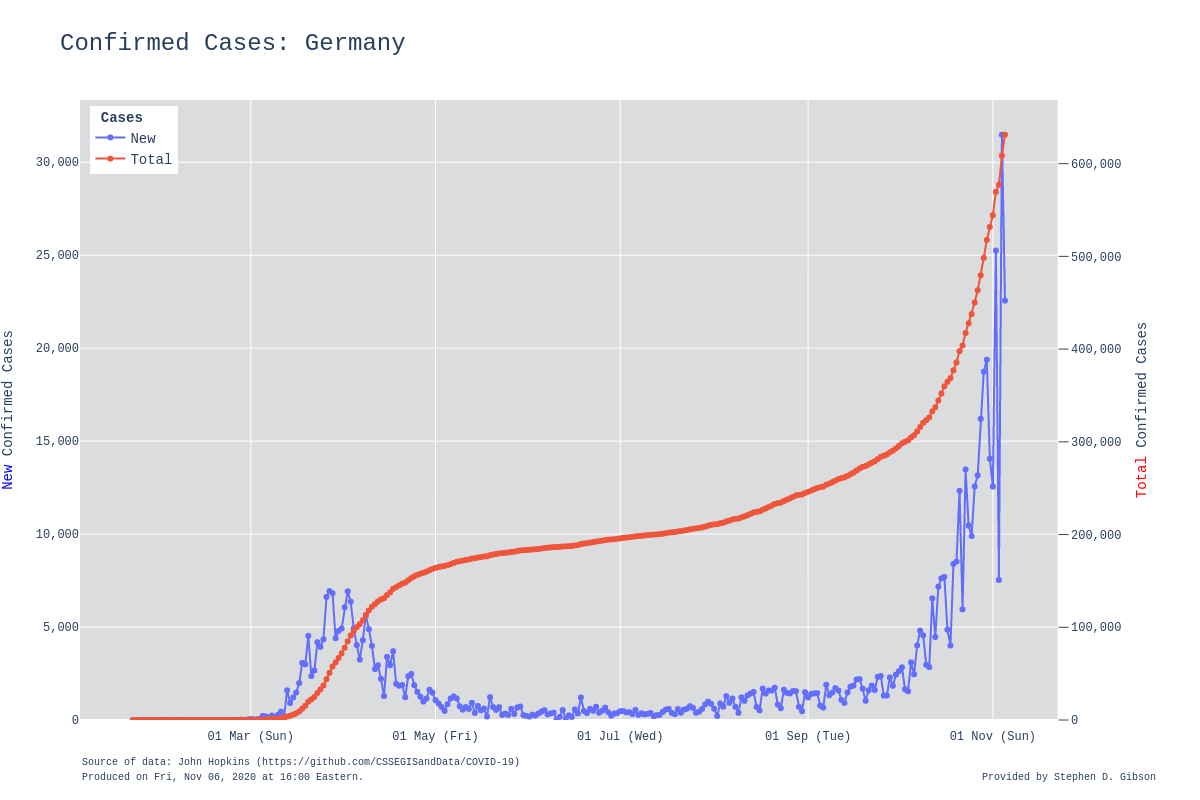 Confirmed Cases: Germany
Cases
New
Total
30,000
25,000
20,000
15,000
10,000
5,000
0
600,000
500,000
400,000
300,000
200,000
100,000
0
New Confirmed Cases
Total Confirmed Cases
01 Mar (Sun)
01 May (Fri)
01 Jul (Wed)
01 Sep (Tue)
01 Nov (Sun)
Source of data: John Hopkins (https://github.com/CSSEGISandData/COVID-19)
Produced on Fri, Nov 06, 2020 at 16:00 Eastern.
Provided by Stephen D. Gibson